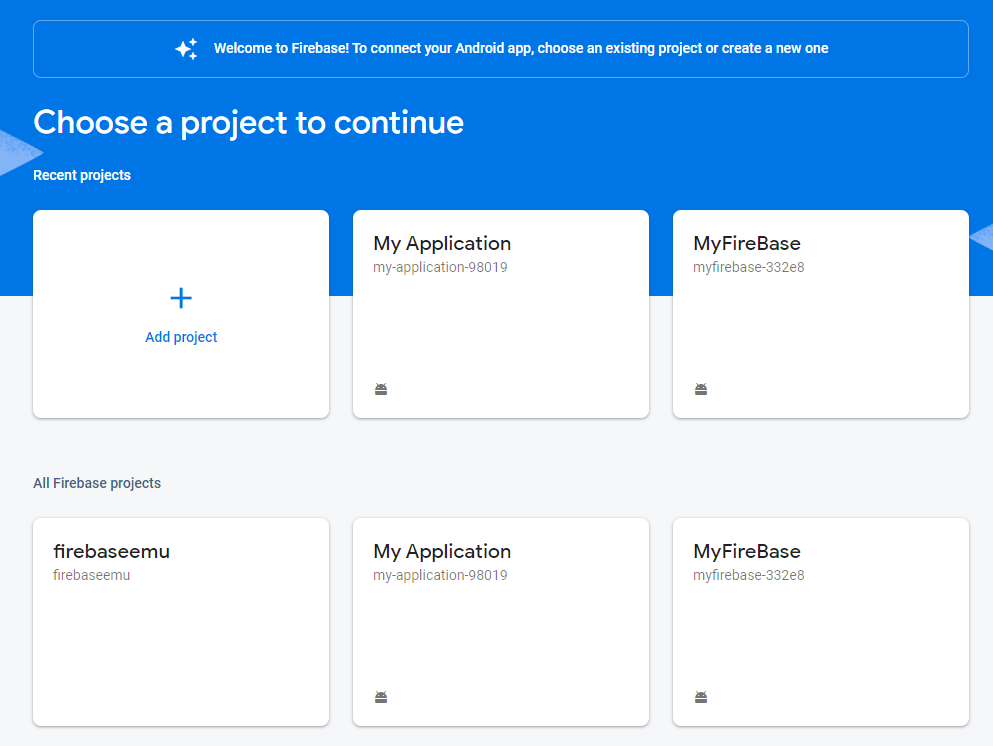 Welcome to Firebase! To connect your Android app, choose an existing project or create a new one
Choose a project to continue
Recent projects
Add project
My Application
my-application-98019
MyFireBase
myfirebase-332e8
All Firebase projects
firebaseemu
firebaseemu
My Application
my-application-98019
MyFireBase
myfirebase-332e8